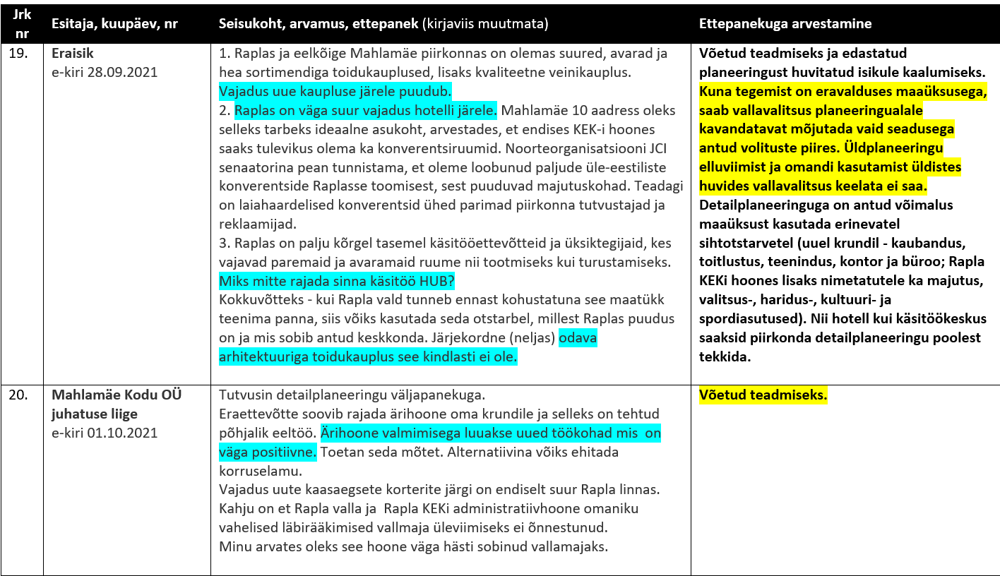 Jrk
nr
Esitaja, kuupäev, nr
Seisukoht, arvamus, ettepanek (kirjaviis muutmata)
Ettepanekuga arvestamine
19.
Eraisik
e-kiri 28.09.2021
1. Raplas ja eelkõige Mahlamäe piirkonnas on olemas suured, avarad ja
hea sortimendiga toidukauplused, lisaks kvaliteetne veinikauplus.
Vajadus uue kaupluse järele puudub.
2. Raplas on väga suur vajadus hotelli järele. Mahlamäe 10 aadress oleks
selleks tarbeks ideaalne asukoht, arvestades, et endises KEK-i hoones
saaks tulevikus olema ka konverentsiruumid. Noorteorganisatsiooni JCI
senaatorina pean tunnistama, et oleme loobunud paljude üle-eestiliste
konverentside Raplasse toomisest, sest puuduvad majutuskohad. Teadagi
on laiahaardelised konverentsid ühed parimad piirkonna tutvustajad ja
reklaamijad.
3. Raplas on palju kõrgel tasemel käsitööettevõtteid ja üksiktegijaid, kes
vajavad paremaid ja avaramaid ruume nii tootmiseks kui turustamiseks.
Miks mitte rajada sinna käsitöö HUB?
Kokkuvõtteks - kui Rapla vald tunneb ennast kohustatuna see maatükk
teenima panna, siis võiks kasutada seda otstarbel, millest Raplas puudus
on ja mis sobib antud keskkonda. Järjekordne (neljas) odava
arhitektuuriga toidukauplus see kindlasti ei ole.
Võetud teadmiseks ja edastatud
planeeringust huvitatud isikule kaalumiseks.
Kuna tegemist on eravalduses maaüksusega,
saab vallavalitsus planeeringualale
kavandatavat mõjutada vaid seadusega
antud volituste piires. Üldplaneeringu
elluviimist ja omandi kasutamist üldistes
huvides vallavalitsus keelata ei saa.
Detailplaneeringuga on antud võimalus
maaüksust kasutada erinevatel
sihtotstarvetel (uuel krundil - kaubandus,
toitlustus, teenindus, kontor ja büroo; Rapla
KEKi hoones lisaks nimetatutele ka majutus,
valitsus-, haridus-, kultuuri- ja
spordiasutused). Nii hotell kui käsitöökeskus
saaksid piirkonda detailplaneeringu poolest
tekkida.
20.
Mahlamäe Kodu OÜ
juhatuse liige
e-kiri 01.10.2021
Tutvusin detailplaneeringu väljapanekuga.
Eraettevõtte soovib rajada ärihoone oma krundile ja selleks on tehtud
põhjalik eeltöö. Ärihoone valmimisega luuakse uued töökohad mis  on
väga positiivne. Toetan seda mõtet. Alternatiivina võiks ehitada
korruselamu.
Vajadus uute kaasaegsete korterite järgi on endiselt suur Rapla linnas.
Kahju on et Rapla valla ja  Rapla KEKi administratiivhoone omaniku
vahelised läbirääkimised vallmaja üleviimiseks ei õnnestunud.
Minu arvates oleks see hoone väga hästi sobinud vallamajaks.
Võetud teadmiseks.